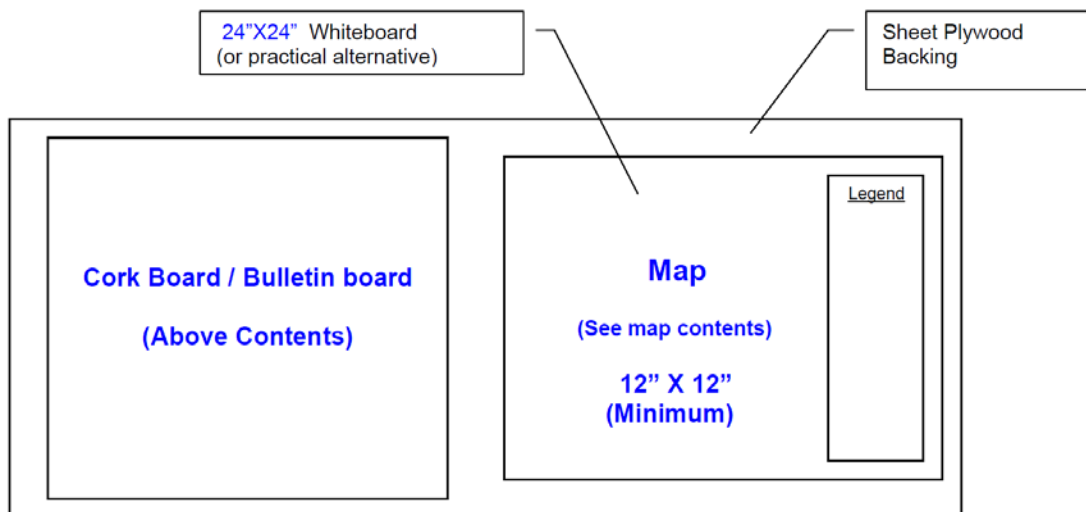 24”X24” Whiteboard
(or practical alternative)
Sheet Plywood
Backing
Cork Board / Bulletin board
(Above Contents)
Map
(See map contents)
12” X 12”
(Minimum)
Legend